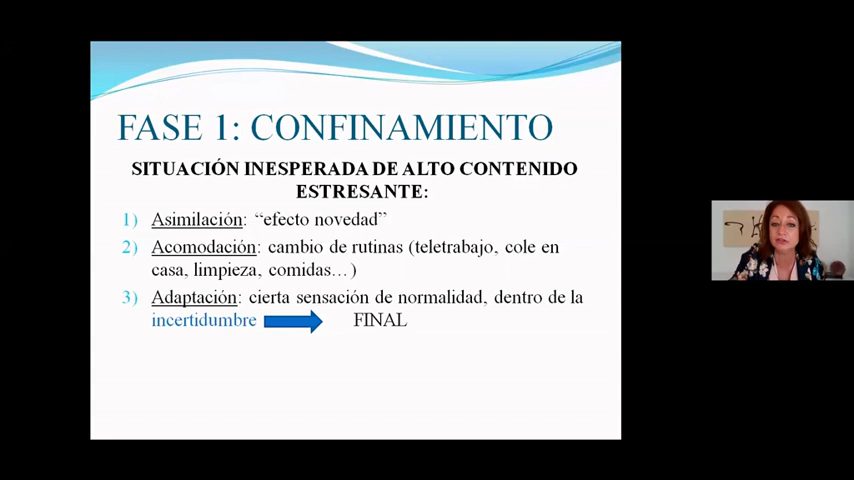 FASE 1: CONFINAMIENTO
SITUACIÓN INESPERADA DE ALTO CONTENIDO
ESTRESANTE:
1) Asimilación: “efecto novedad”
2) Acomodación: cambio de rutinas (teletrabajo, cole en
casa, limpieza, comidas…)
3) Adaptación: cierta sensación de normalidad, dentro de la
incertidumbre FINAL